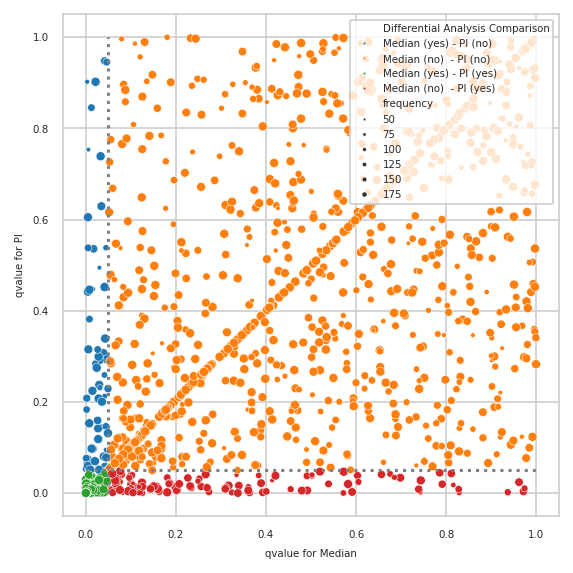 Differential Analysis Comparison
Median (yes) - PI (no)
Median (no)  - PI (no)
Median (yes) - PI (yes)
Median (no)  - PI (yes)
frequency
50
75
100
125
150
175
1.0
0.8
0.6
0.4
0.2
0.0
qvalue for PI
0.0 0.2 0.4 0.6 0.8 1.0
qvalue for Median